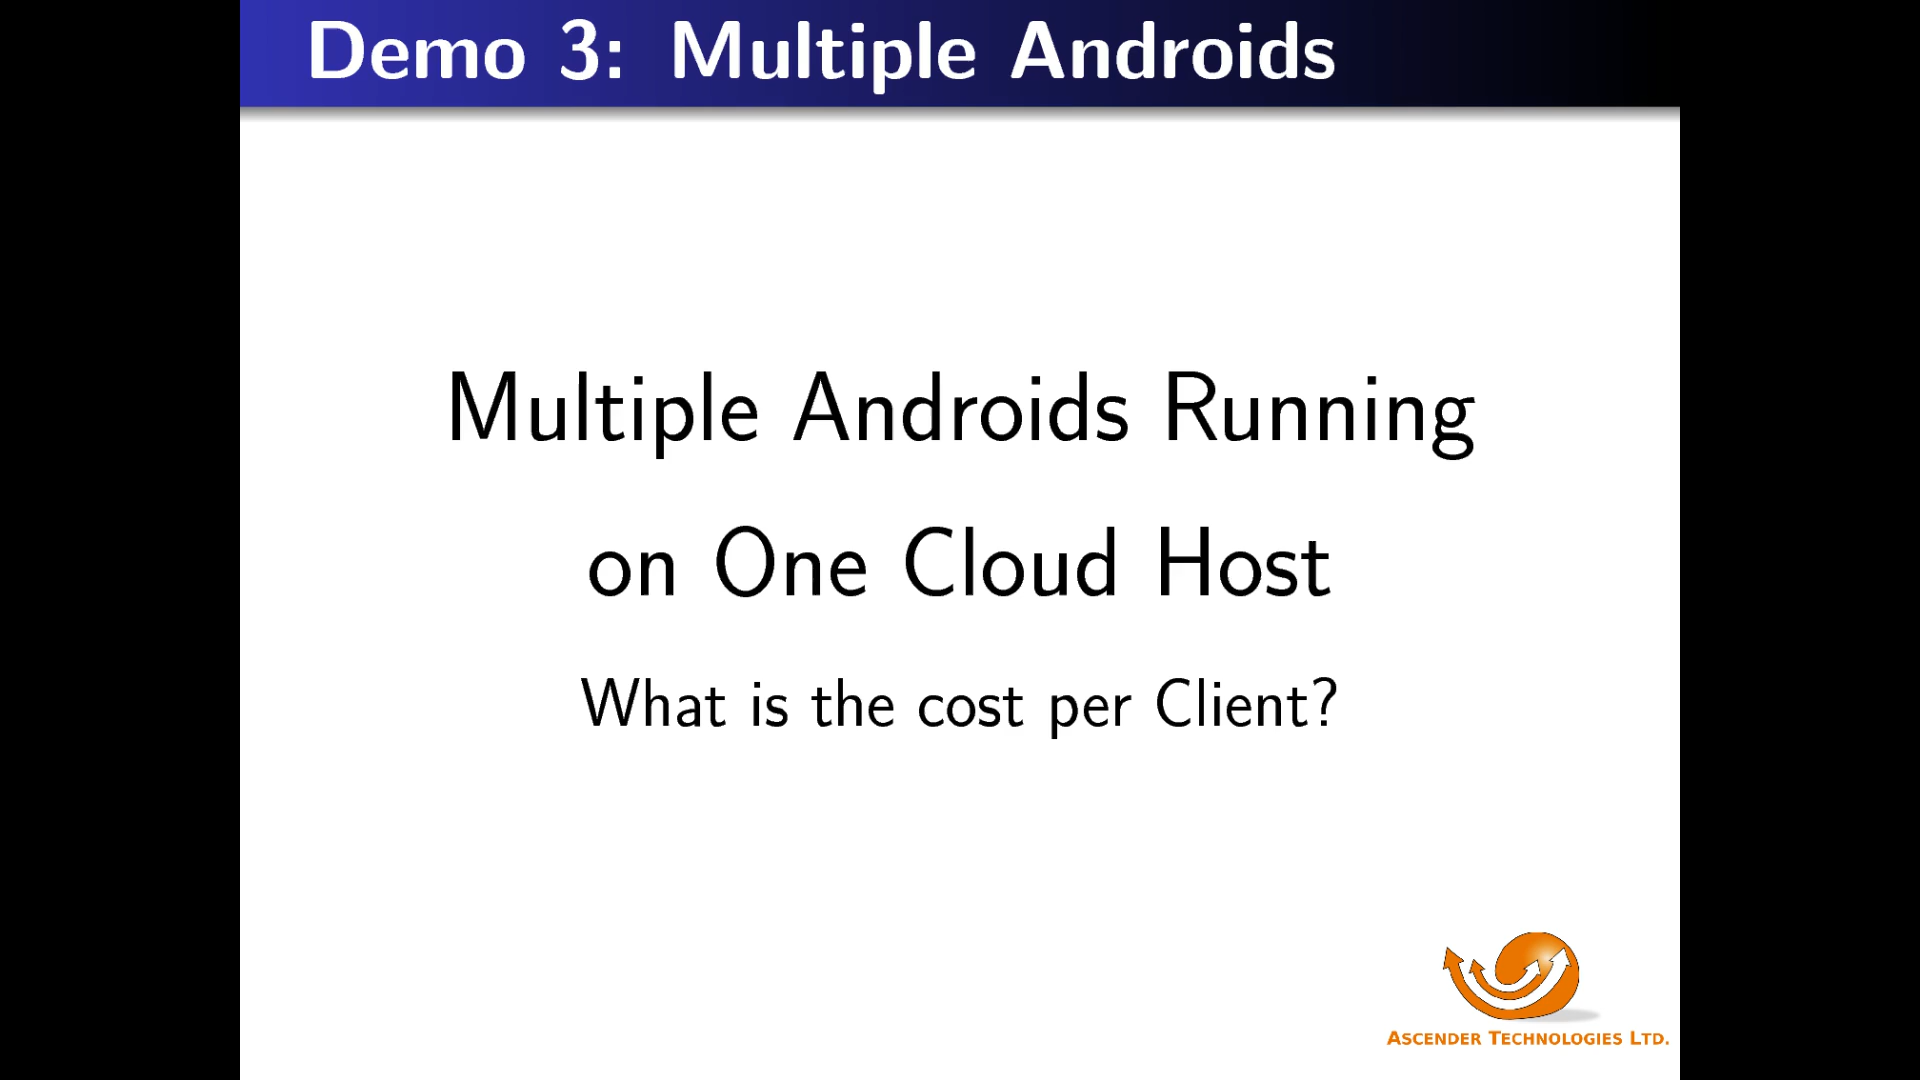 Demo 3: Multiple Androids
Multiple Androids Running
on One Cloud Host
What is the cost per Client?
ASCENDER TECHNOLOGIES LTD.